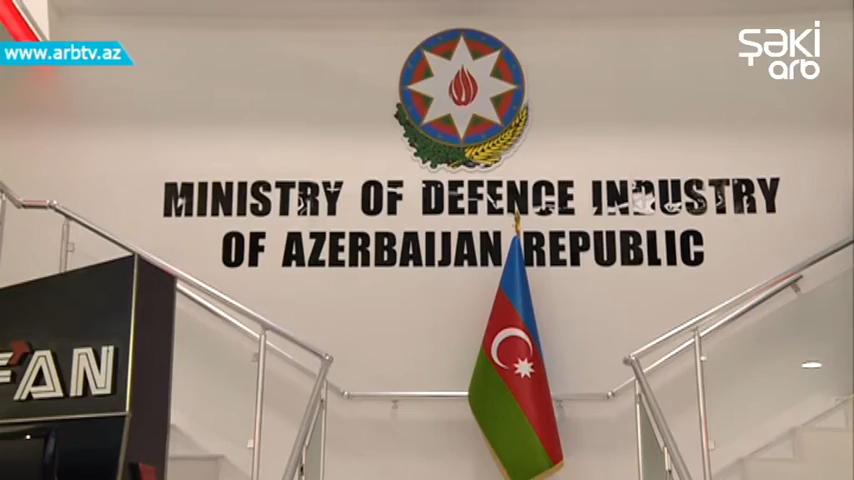 www.arbtv.az
ŞƏKİ
arb
MINISTRY OF DEFENCE INDUSTRY
OF AZERBAIJAN REPUBLIC
FAN